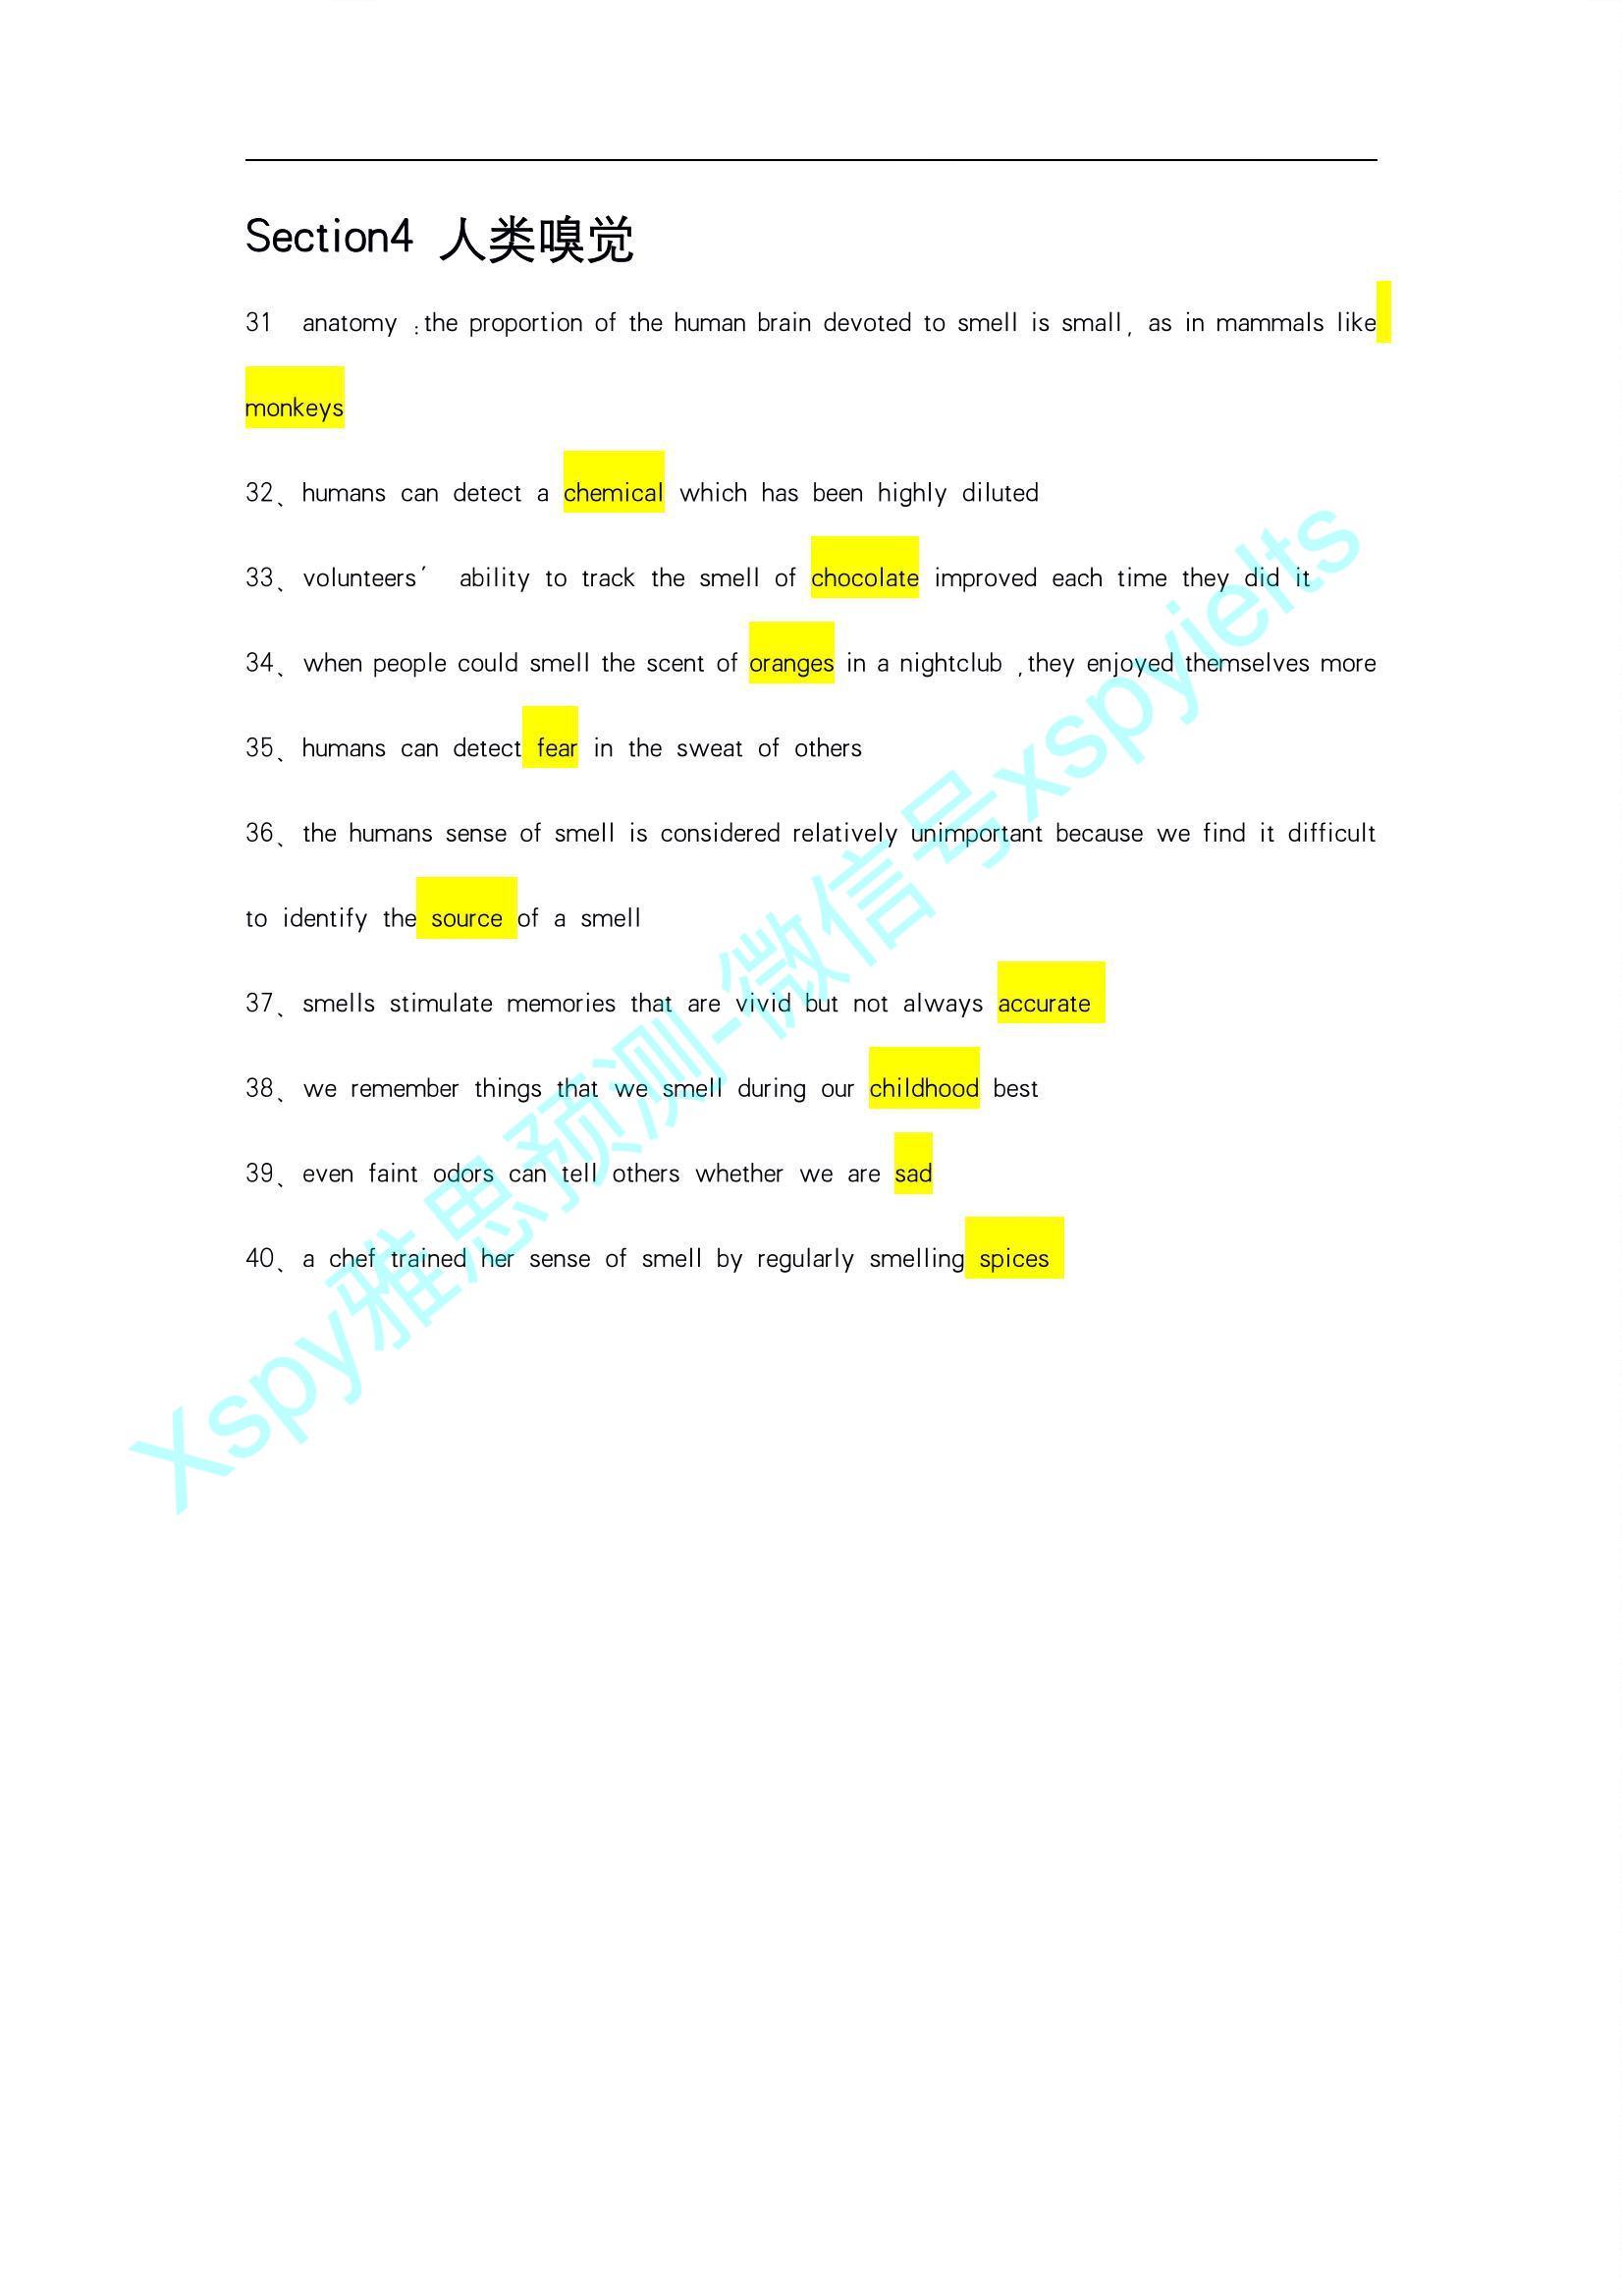 Section4 人类嗅觉
31 anatomy :the proportion of the human brain devoted to smell is small, as in mammals like
monkeys
32、humans can detect a chemical which has been highly diluted
33、volunteers′ ability to track the smell of chocolate improved each time they did it
34、when people could smell the scent of oranges in a nightclub ,they enjoyed themselves more
35、humans can detect fear in the sweat of others
36、the humans sense of smell is considered relatively unimportant because we find it difficult
to identify the source of a smell
37、smells stimulate memories that are vivid but not always accurate
38、we remember things that we smell during our childhood best
39、even faint odors can tell others whether we are sad
40、a chef trained her sense of smell by regularly smelling spices
Xspy雅思预测-微信号xspyielts